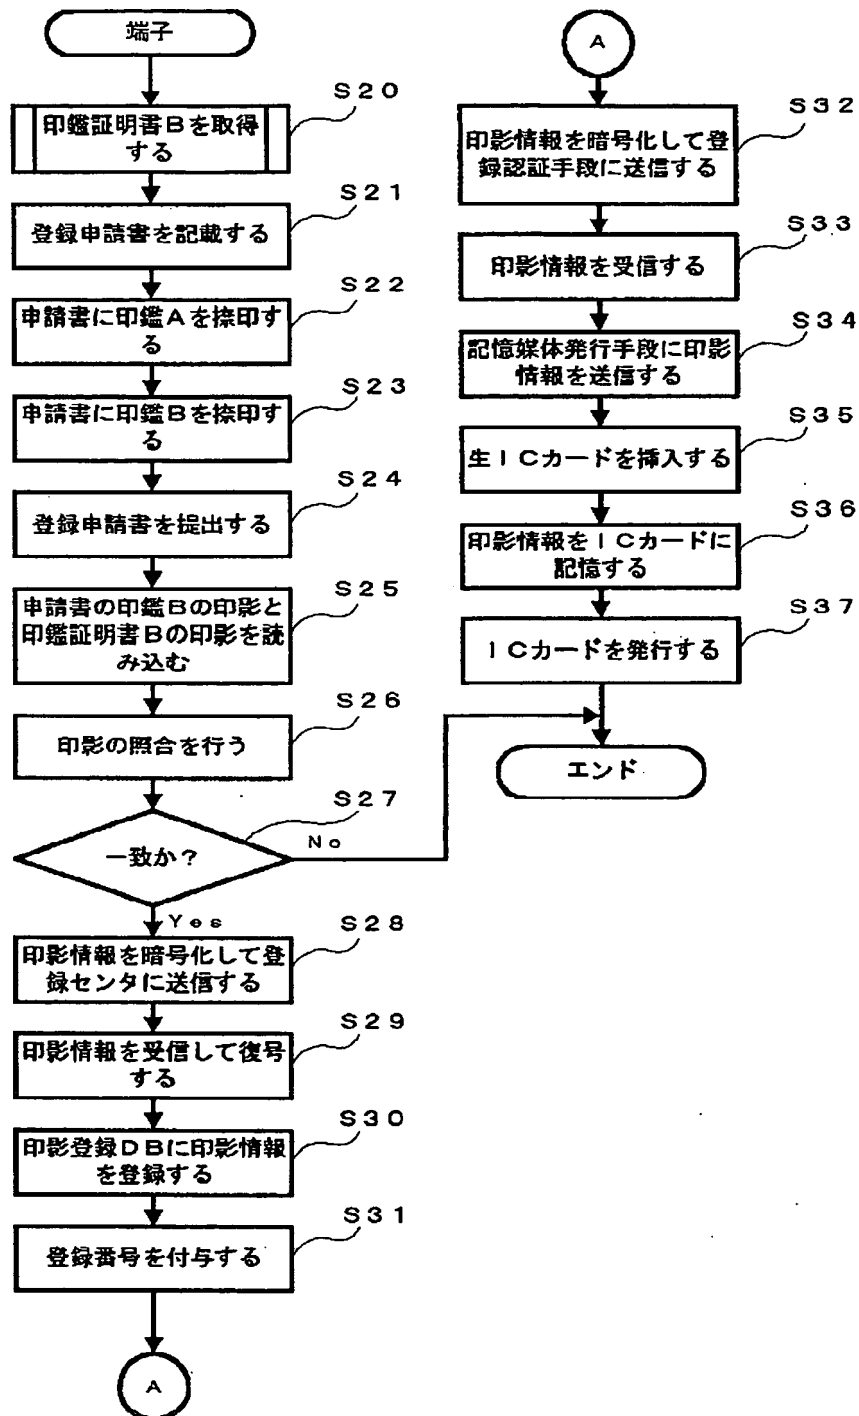 端子
S20
印鑑証明書Bを取得
する
S21
登録申請書を記載する
S22
申請書に印鑑Aを捺印す
る
S23
申請書に印鑑Bを捺印す
る
S24
登録申請書を提出する
S25
申請書の印鑑Bの印影と
印鑑証明書Bの印影を読
み込む
S26
印影の照合を行う
S27
一致か?
No
Yes
S28
印影情報を暗号化して登
録センタに送信する
S29
印影情報を受信して復号
する
S30
印影登録DBに印影情報
を登録する
S31
登録番号を付与する
A
A
S32
印影情報を暗号化して登
録認証手段に送信する
S33
印影情報を受信する
S34
記憶媒体発行手段に印影
情報を送信する
S35
生ICカードを挿入する
S36
印影情報をICカードに
記憶する
S37
ICカードを発行する
エンド